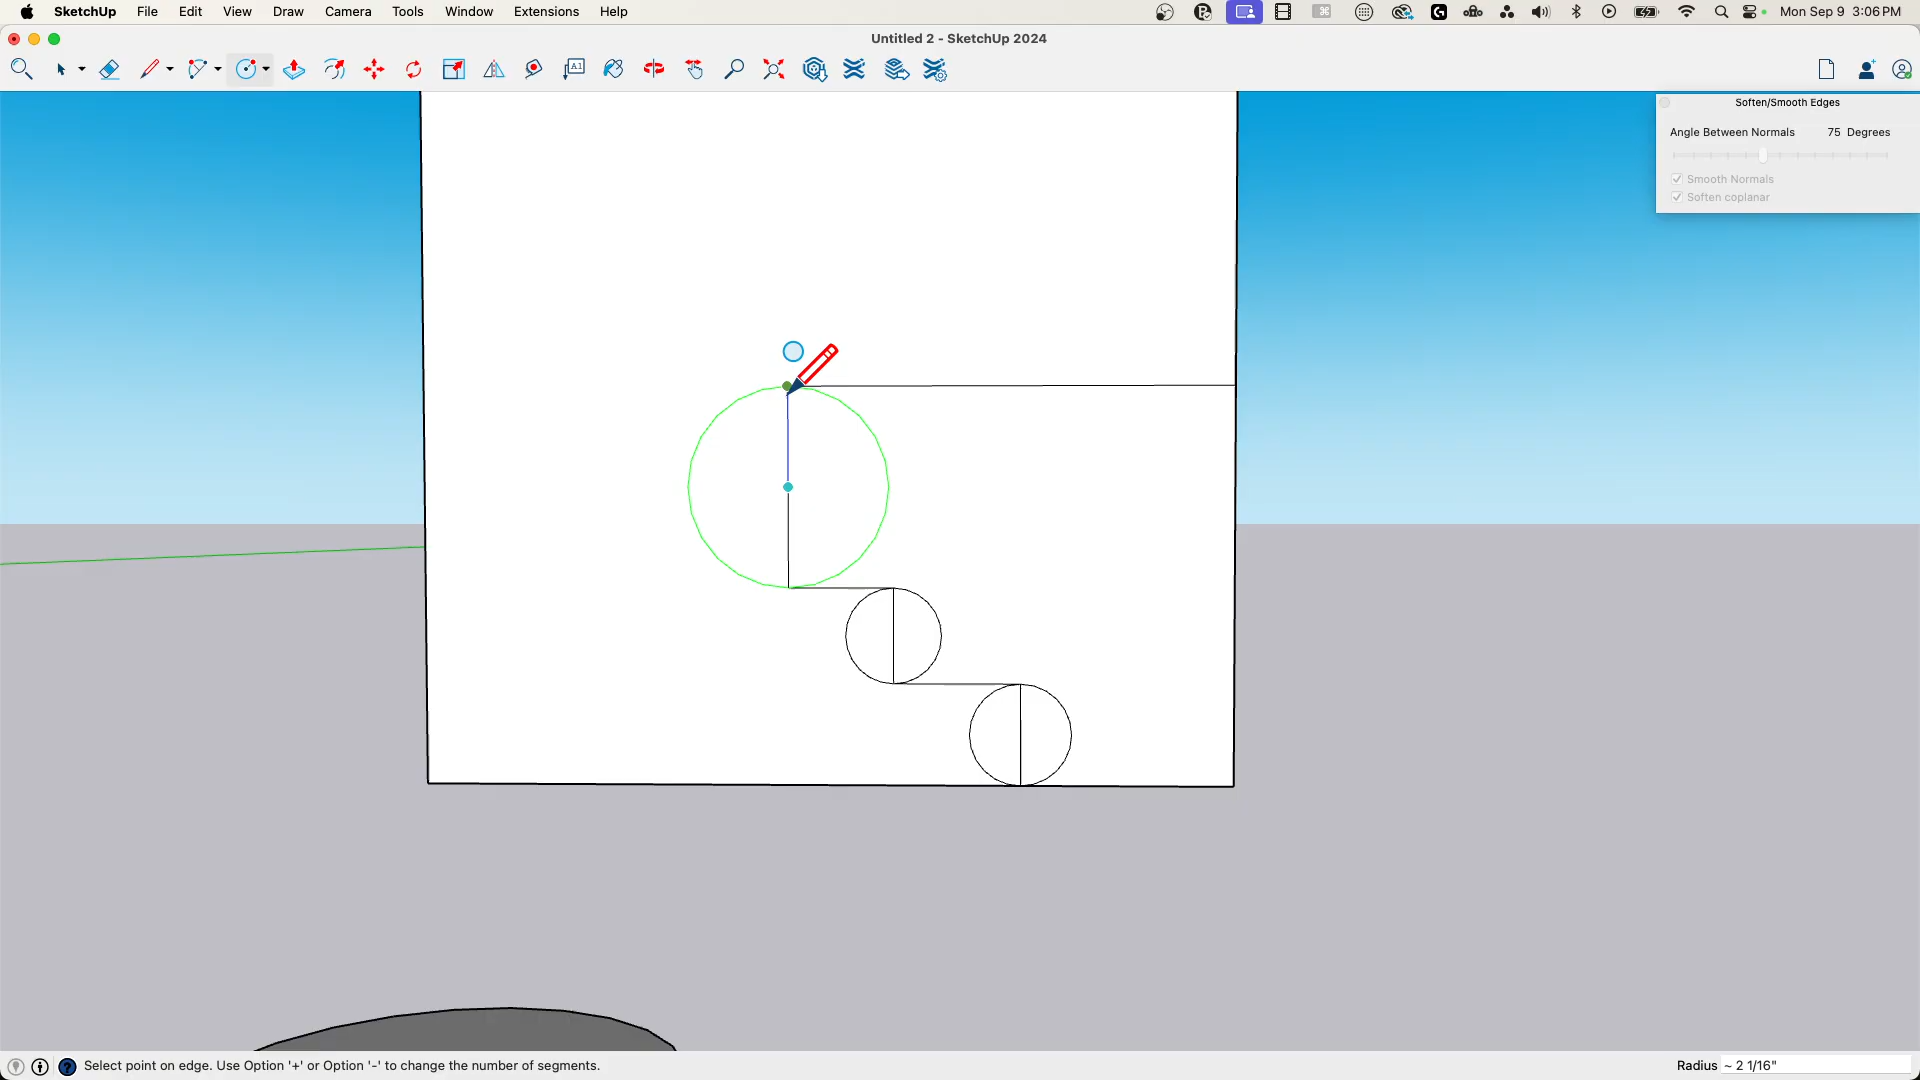 SketchUp File Edit View Draw Camera Tools Window Extensions Help Mon Sep 9 3:06 PM
Untitled 2 - SketchUp 2024
A1
Soften/Smooth Edges
Angle Between Normals 75 Degrees
Smooth Normals
Soften coplanar
Select point on edge. Use Option '+' or Option '-' to change the number of segments. Radius ~ 2 1/16"